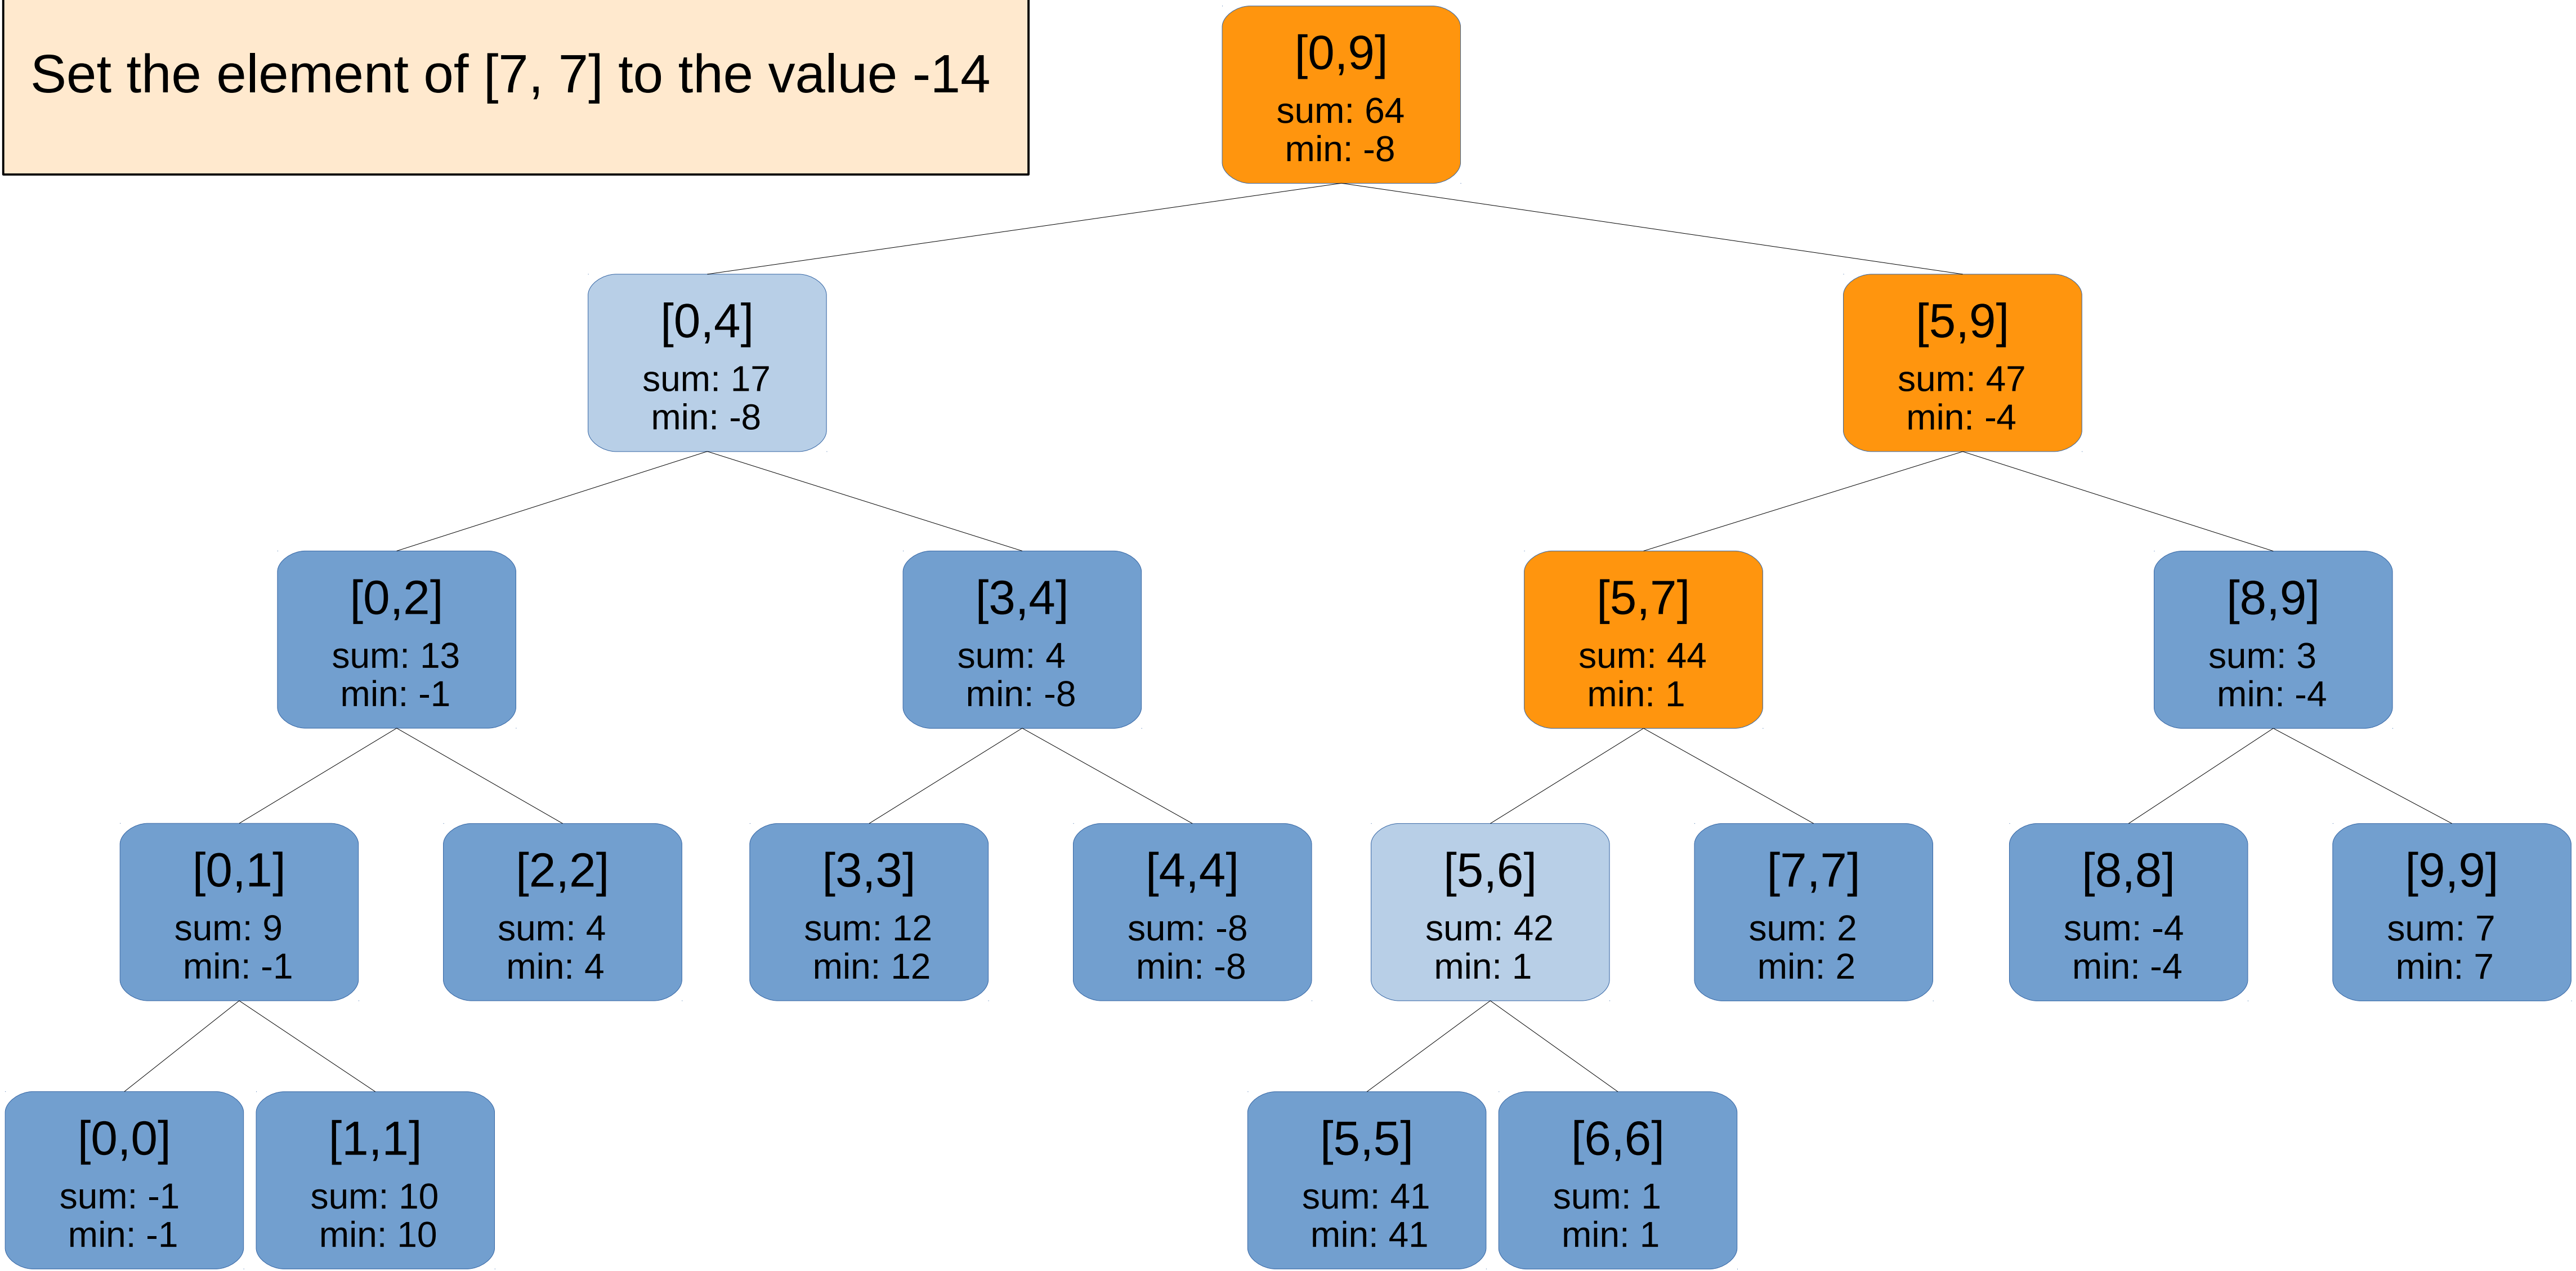 Set the element of [7, 7] to the value -14
[0,9]
sum: 64
min: -8
[0,4]
sum: 17
min: -8
[5,9]
sum: 47
min: -4
[0,2]
sum: 13
min: -1
[3,4]
sum: 4
min: -8
[5,7]
sum: 44
min: 1
[8,9]
sum: 3
min: -4
[0,1]
sum: 9
min: -1
[2,2]
sum: 4
min: 4
[3,3]
sum: 12
min: 12
[4,4]
sum: -8
min: -8
[5,6]
sum: 42
min: 1
[7,7]
sum: 2
min: 2
[8,8]
sum: -4
min: -4
[9,9]
sum: 7
min: 7
[0,0]
sum: -1
min: -1
[1,1]
sum: 10
min: 10
[5,5]
sum: 41
min: 41
[6,6]
sum: 1
min: 1